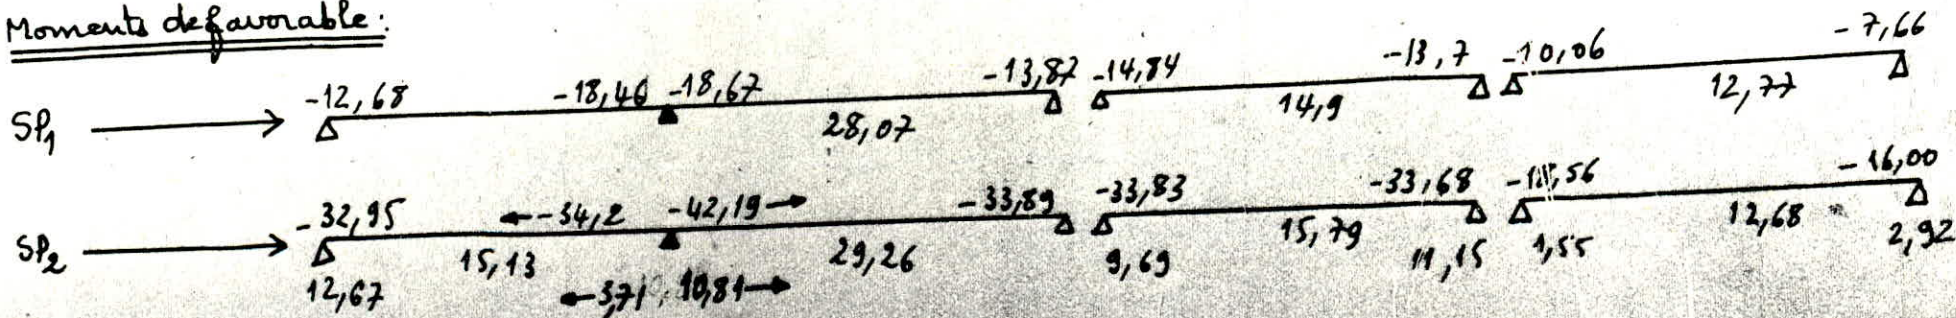 Moments defavorable:
-12,68 -18,40 -18,67 -13,87 -14,84 -13,7 -10,06 -7,66
SP1 28,07 14,9 12,77
-32,95 -34,2 -42,19 -33,89 -33,83 -33,68 -16,00
SP2 15,13 29,26 15,79 12,68
12,67 3,71 10,81 9,69 11,15 1,55 2,92